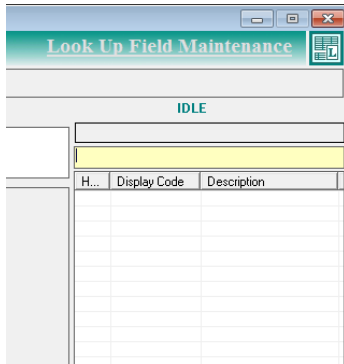 Look Up Field Maintenance
L
IDLE
H... Display Code Description